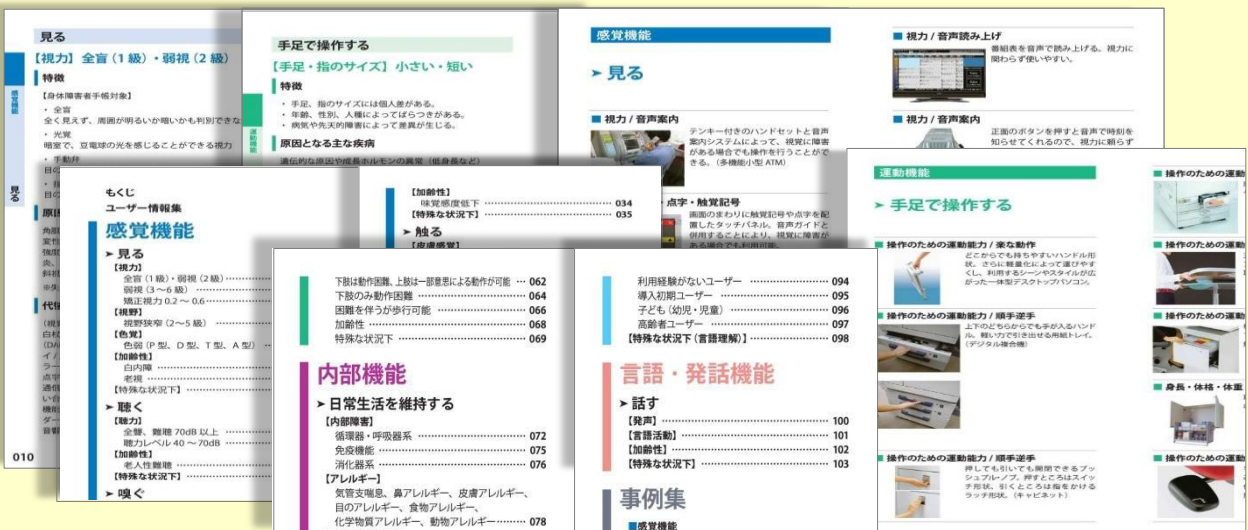 見る
【視力】全盲(1級)・弱視(2級)
特徴
【身体障害者手帳対象】
・ 全盲
全く見えず、周囲が明るいか暗いかも判別できな
・ 光覚
暗室で、豆電球の光を感じることができる視力
・ 手動弁
目の
感覚機能
見る
010
手足で操作する
【手足・指のサイズ】小さい・短い
特徴
・ 手足、指のサイズには個人差がある。
・ 年齢、性別、人種によってばらつきがある。
・ 病気や先天的障害によって差異が生じる。
原因となる主な疾病
遺伝的な原因や成長ホルモンの異常(低身長など)
運動機能
感覚機能
➤ 見る
■ 視力 / 音声案内
テンキー付きのハンドセットと音声
案内システムによって、視覚に障害
がある場合でも操作を行うことがで
きる。(多機能小型 ATM)
・点字・触覚記号
画面のまわりに触覚記号や点字を配
置したタッチパネル。音声ガイドと
併用することにより、視覚に障害が
ある場合でも利用可能。
■ 視力 / 音声読み上げ
番組表を音声で読み上げる。視力に
関わらず使いやすい。
■ 視力 / 音声案内
正面のボタンを押すと音声で時刻を
知らせてくれるので、視力に頼らず
もくじ
ユーザー情報集
感覚機能
➤ 見る
【視力】
全盲(1級)・弱視(2級)
弱視(3~6級)
矯正視力 0.2 ~ 0.6
【視野】
視野狭窄(2~5級)
【色覚】
色弱(P型、D型、T型、A型)
【加齢性】
白内障
老視
【特殊な状況下】
➤ 聴く
【聴力】
全聾、難聴 70dB 以上
聴力レベル 40 ~ 70dB
【加齢性】
老人性難聴
【特殊な状況下】
➤ 嗅ぐ
【加齢性】
味覚感度低下 034
【特殊な状況下】 035
➤ 触る
【皮膚感覚】
下肢は動作困難、上肢は一部意思による動作が可能 … 062
下肢のみ動作困難 064
困難を伴うが歩行可能 066
加齢性 068
特殊な状況下 069
内部機能
➤ 日常生活を維持する
【内部障害】
循環器・呼吸器系 072
免疫機能 075
消化器系 076
【アレルギー】
気管支喘息、鼻アレルギー、皮膚アレルギー、
目のアレルギー、食物アレルギー、
化学物質アレルギー、動物アレルギー 078
利用経験がないユーザー 094
導入初期ユーザー 095
子ども(幼児・児童) 096
高齢者ユーザー 097
【特殊な状況下(言語理解)】 098
言語・発話機能
➤ 話す
【発声】 100
【言語活動】 101
【加齢性】 102
【特殊な状況下】 103
事例集
■感覚機能
運動機能
➤ 手足で操作する
■ 操作のための運動能力 / 楽な動作
どこからでも持ちやすいハンドル形
状。さらに軽量化によって運びやす
くし、利用するシーンやスタイルが広
がった一体型デスクトップパソコン。
■ 操作のための運動能力 / 順手逆手
上下のどちらからでも手が入るハンド
ル。軽い力で引き出せる用紙トレイ。
(デジタル複合機)
■ 操作のための運動能力 / 順手逆手
押しても引いても開閉できるプッ
シュプルノブ。押すところはスイッ
チ形状、引くところは指をかける
ラッチ形状。(キャビネット)
■ 操作のための運動
■ 操作のための運動
■ 操作のための運動
■ 身長・体格・体重
■ 操作のための運動